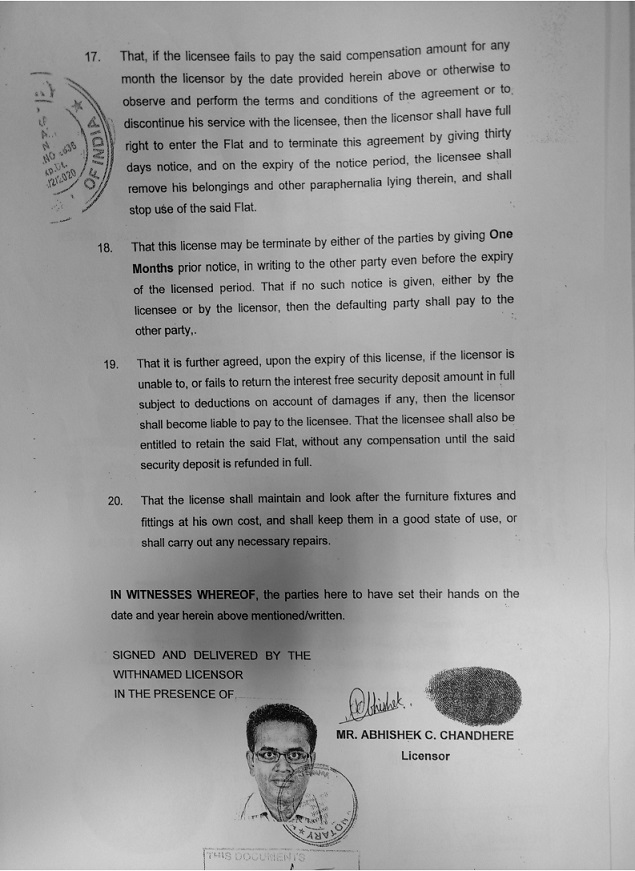 17. That, if the licensee fails to pay the said compensation amount for any
month the licensor by the date provided herein above or otherwise to
observe and perform the terms and conditions of the agreement or to
discontinue his service with the licensee, then the licensor shall have full
right to enter the Flat and to terminate this agreement by giving thirty
days notice, and on the expiry of the notice period, the licensee shall
remove his belongings and other paraphernalia lying therein, and shall
stop use of the said Flat.
OF INDIA
18. That this license may be terminate by either of the parties by giving One
Months prior notice, in writing to the other party even before the expiry
of the licensed period. That if no such notice is given, either by the
licensee or by the licensor, then the defaulting party shall pay to the
other party,.
19. That it is further agreed, upon the expiry of this license, if the licensor is
unable to, or fails to return the interest free security deposit amount in full
subject to deductions on account of damages if any, then the licensor
shall become liable to pay to the licensee. That the licensee shall also be
entitled to retain the said Flat, without any compensation until the said
security deposit is refunded in full.
20. That the license shall maintain and look after the furniture fixtures and
fittings at his own cost, and shall keep them in a good state of use, or
shall carry out any necessary repairs.
IN WITNESSES WHEREOF, the parties here to have set their hands on the
date and year herein above mentioned/written.
SIGNED AND DELIVERED BY THE
WITHNAMED LICENSOR
IN THE PRESENCE OF
Abhishek.
MR. ABHISHEK C. CHANDHERE
Licensor
NOTARY
THIS DOCUMENTS